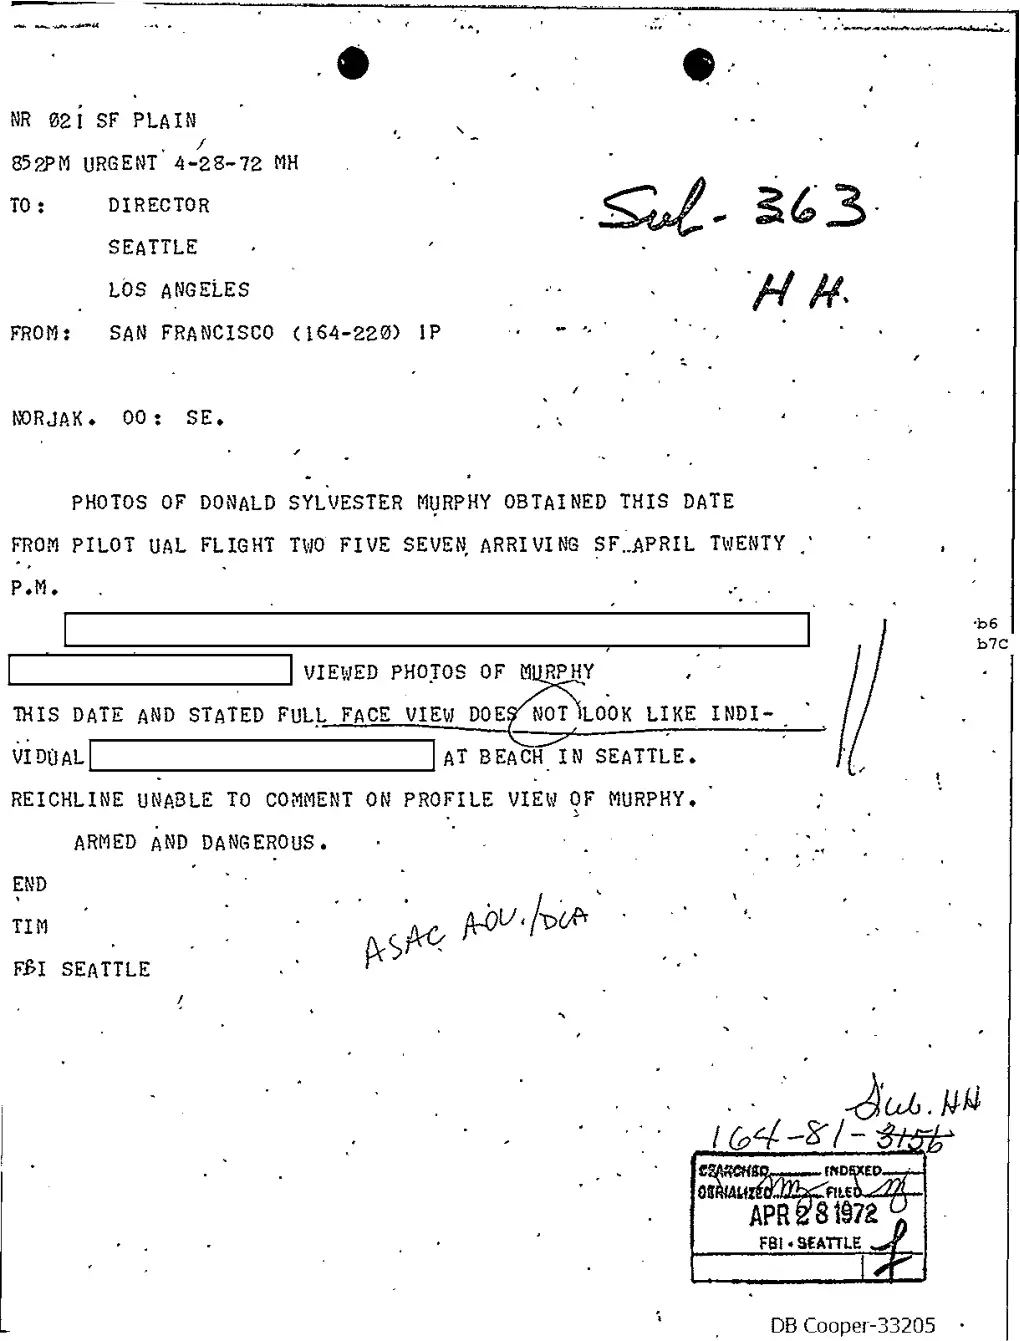 NR 021 SF PLAIN
852PM URGENT 4-28-72 MH
TO: DIRECTOR
SEATTLE
LOS ANGELES
FROM: SAN FRANCISCO (164-220) 1P
Sub- 363
HH.
NORJAK. OO: SE.
PHOTOS OF DONALD SYLVESTER MURPHY OBTAINED THIS DATE
FROM PILOT UAL FLIGHT TWO FIVE SEVEN ARRIVING SF APRIL TWENTY
P.M.
b6
b7C
VIEWED PHOTOS OF MURPHY
THIS DATE AND STATED FULL FACE VIEW DOES NOT LOOK LIKE INDI-
VIDUAL AT BEACH IN SEATTLE.
REICHLINE UNABLE TO COMMENT ON PROFILE VIEW OF MURPHY.
ARMED AND DANGEROUS.
END
TIM
FBI SEATTLE
ASAC ADV./DCA
Sub. HH
164-81-3156
SEARCHED INDEXED
SERIALIZED FILED
APR 28 1972
FBI • SEATTLE
DB Cooper-33205